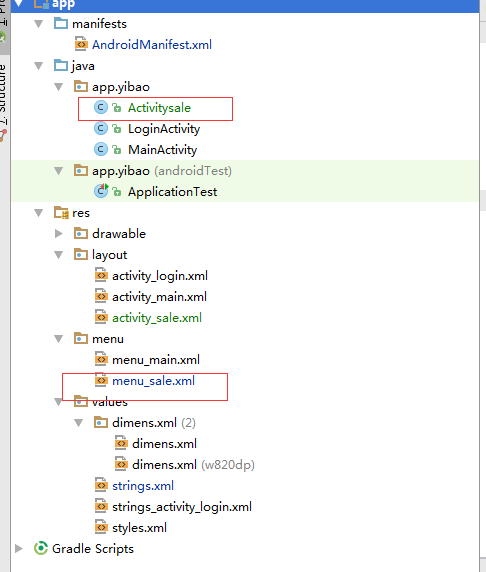 app
manifests
AndroidManifest.xml
java
app.yibao
Activitysale
LoginActivity
MainActivity
app.yibao (androidTest)
ApplicationTest
res
drawable
layout
activity_login.xml
activity_main.xml
activity_sale.xml
menu
menu_main.xml
menu_sale.xml
values
dimens.xml (2)
dimens.xml
dimens.xml (w820dp)
strings.xml
strings_activity_login.xml
styles.xml
Gradle Scripts
7: Structure